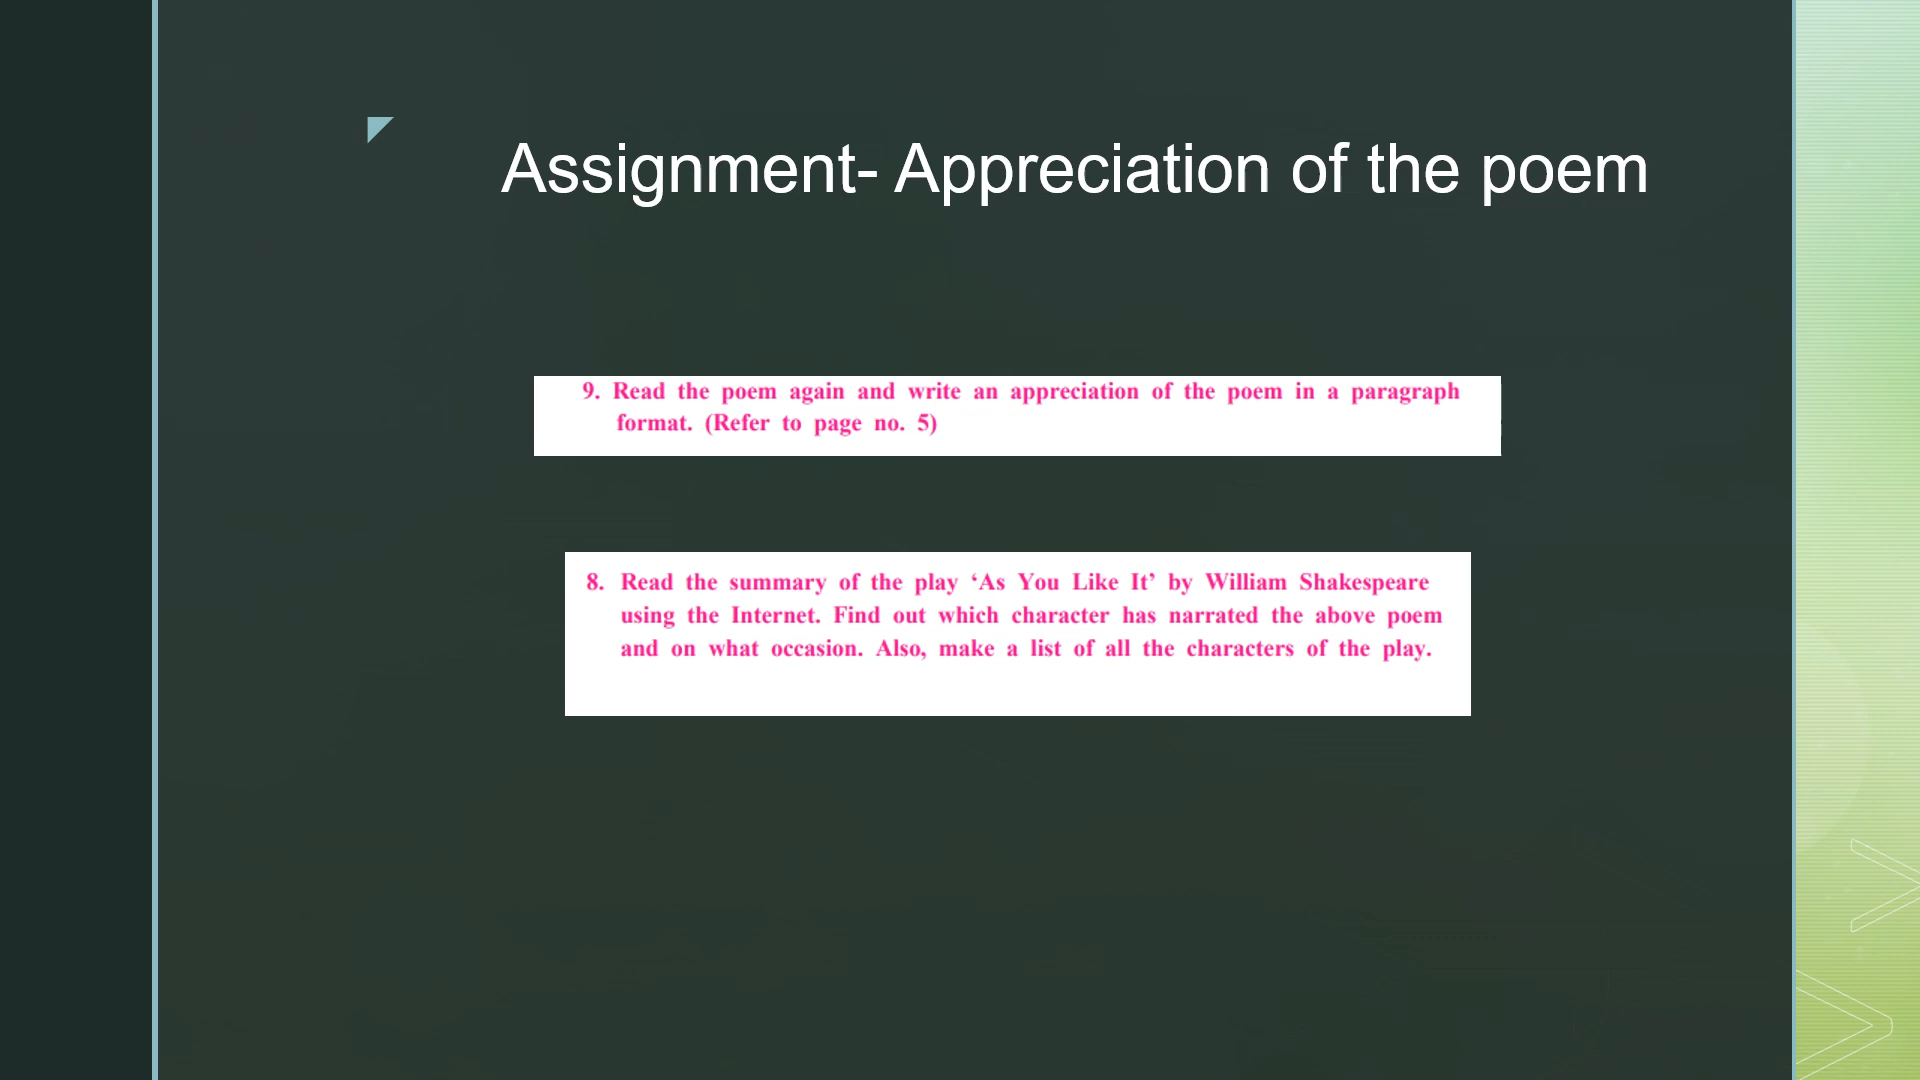 Assignment- Appreciation of the poem
9. Read the poem again and write an appreciation of the poem in a paragraph
format. (Refer to page no. 5)
8. Read the summary of the play ‘As You Like It’ by William Shakespeare
using the Internet. Find out which character has narrated the above poem
and on what occasion. Also, make a list of all the characters of the play.